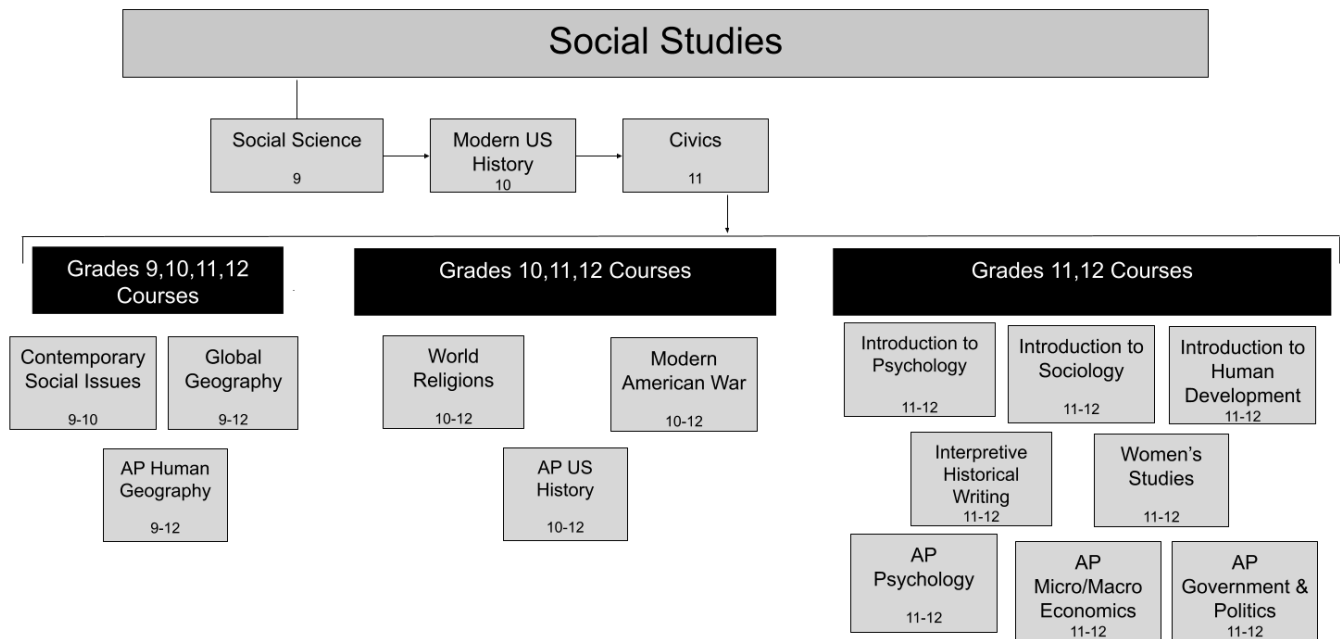 Social Studies
Social Science
9
Modern US
History
10
Civics
11
Grades 9,10,11,12
Courses
Contemporary
Social Issues
9-10
Global
Geography
9-12
AP Human
Geography
9-12
Grades 10,11,12 Courses
World
Religions
10-12
Modern
American War
10-12
AP US
History
10-12
Grades 11,12 Courses
Introduction to
Psychology
11-12
Introduction to
Sociology
11-12
Introduction to
Human
Development
11-12
Interpretive
Historical
Writing
11-12
Women’s
Studies
11-12
AP
Psychology
11-12
AP
Micro/Macro
Economics
11-12
AP
Government &
Politics
11-12